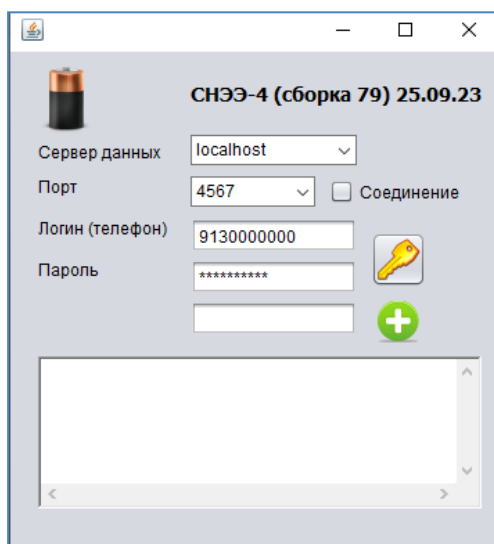 СНЭЭ-4 (сборка 79) 25.09.23
Сервер данных localhost
Порт 4567 Соединение
Логин (телефон) 9130000000
Пароль **********